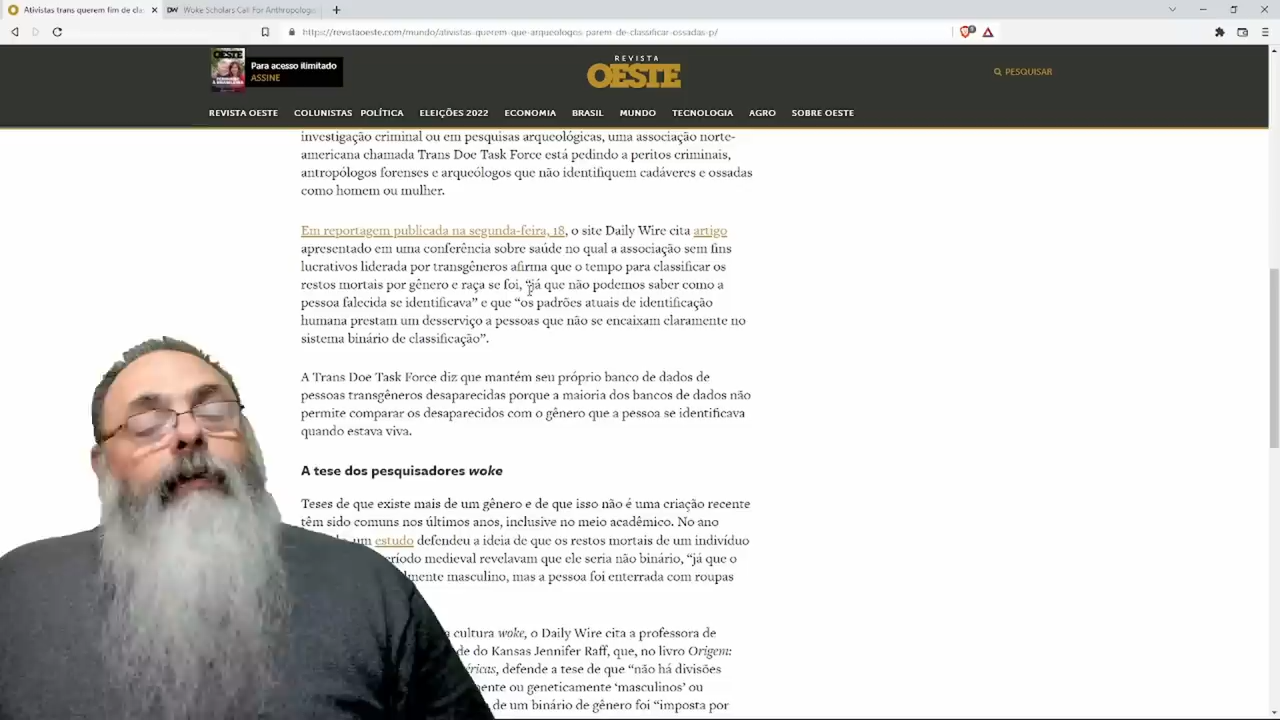 Ativistas trans querem fim de cla
Woke Scholars Call For Anthropolog
https://revistaoeste.com/mundo/ativistas-querem-que-arqueologos-parem-de-classificar-ossadas-p/
OESTE
Para acesso ilimitado
ASSINE
REVISTA
OESTE
PESQUISAR
REVISTA OESTE COLUNISTAS POLÍTICA ELEIÇÕES 2022 ECONOMIA BRASIL MUNDO TECNOLOGIA AGRO SOBRE OESTE
investigação criminal ou em pesquisas arqueológicas, uma associação norte-
americana chamada Trans Doe Task Force está pedindo a peritos criminais,
antropólogos forenses e arqueólogos que não identifiquem cadáveres e ossadas
como homem ou mulher.
Em reportagem publicada na segunda-feira, 18, o site Daily Wire cita artigo
apresentado em uma conferência sobre saúde no qual a associação sem fins
lucrativos liderada por transgêneros afirma que o tempo para classificar os
restos mortais por gênero e raça se foi, “já que não podemos saber como a
pessoa falecida se identificava” e que “os padrões atuais de identificação
humana prestam um desserviço a pessoas que não se encaixam claramente no
sistema binário de classificação”.
A Trans Doe Task Force diz que mantém seu próprio banco de dados de
pessoas transgêneros desaparecidas porque a maioria dos bancos de dados não
permite comparar os desaparecidos com o gênero que a pessoa se identificava
quando estava viva.
A tese dos pesquisadores woke
Teses de que existe mais de um gênero e de que isso não é uma criação recente
têm sido comuns nos últimos anos, inclusive no meio acadêmico. No ano
um estudo defendeu a ideia de que os restos mortais de um indivíduo
eríodo medieval revelavam que ele seria não binário, “já que o
lmente masculino, mas a pessoa foi enterrada com roupas
a cultura woke, o Daily Wire cita a professora de
de do Kansas Jennifer Raff, que, no livro Origem:
éricas, defende a tese de que “não há divisões
mente ou geneticamente ‘masculinos’ ou
de um binário de gênero foi “imposta por